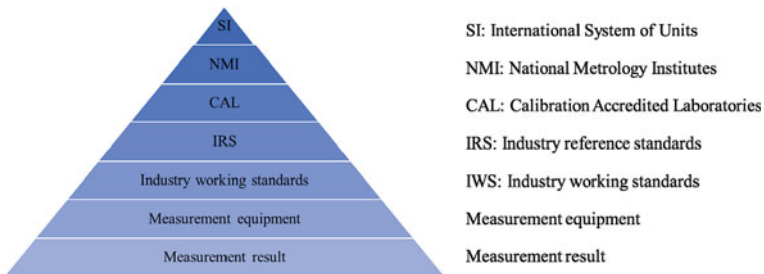 SI
NMI
CAL
IRS
Industry working standards
Measurement equipment
Measurement result
SI: International System of Units
NMI: National Metrology Institutes
CAL: Calibration Accredited Laboratories
IRS: Industry reference standards
IWS: Industry working standards
Measurement equipment
Measurement result